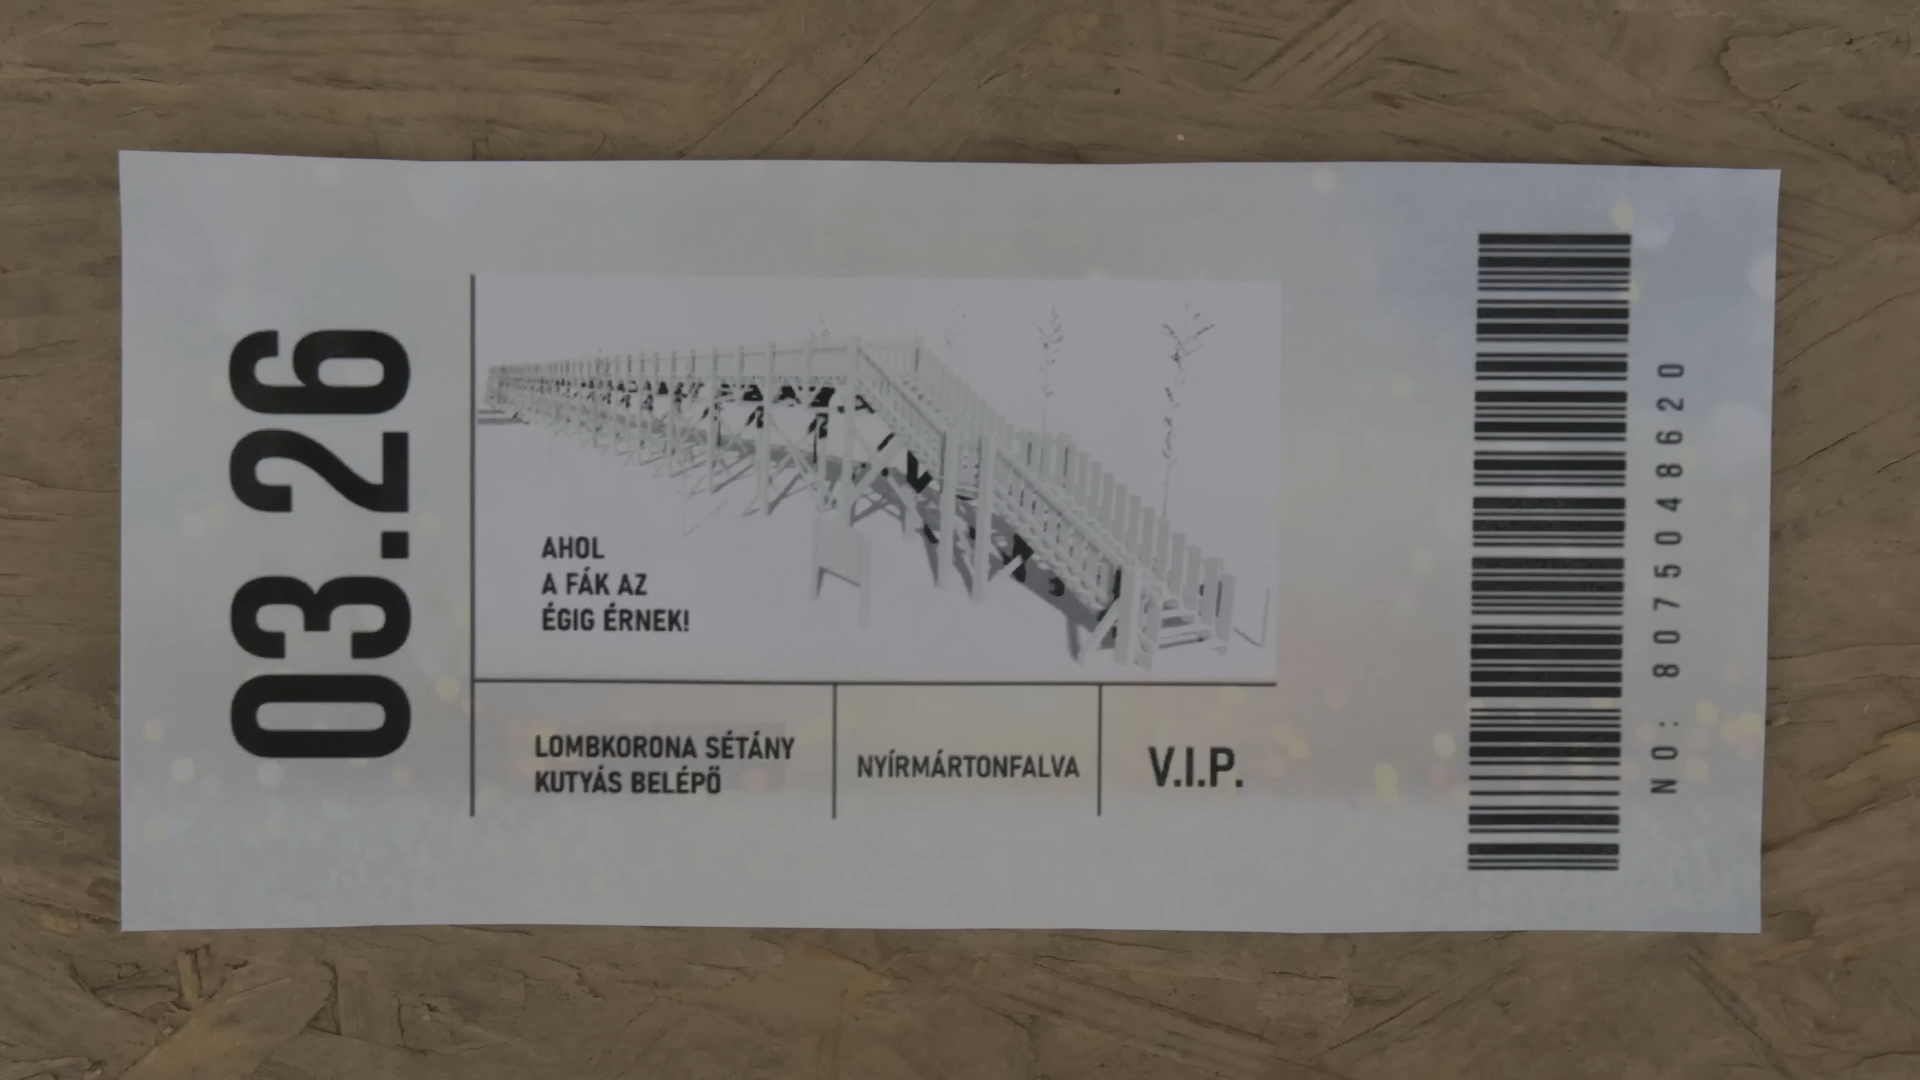 03.26
AHOL
A FÁK AZ
ÉGIG ÉRNEK!
LOMBKORONA SÉTÁNY
KUTYÁS BELÉPŐ
NYÍRMÁRTONFALVA
V.I.P.
NO: 8075048620